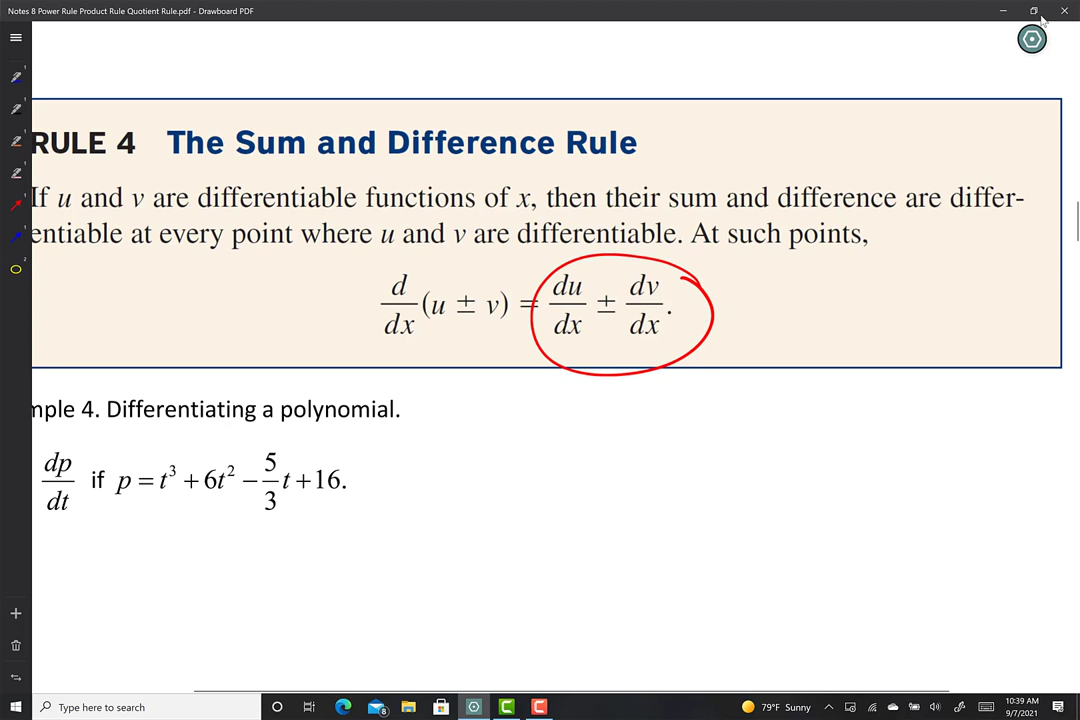 Notes 8 Power Rule Product Rule Quotient Rule.pdf - Drawboard PDF
RULE 4 The Sum and Difference Rule
If u and v are differentiable functions of x, then their sum and difference are differ-
entiable at every point where u and v are differentiable. At such points,
d/dx (u ± v) = du/dx ± dv/dx.
mple 4. Differentiating a polynomial.
dp/dt if p = t³ + 6t² − 5/3 t + 16.
Type here to search
8
79°F Sunny
10:39 AM
9/7/2021